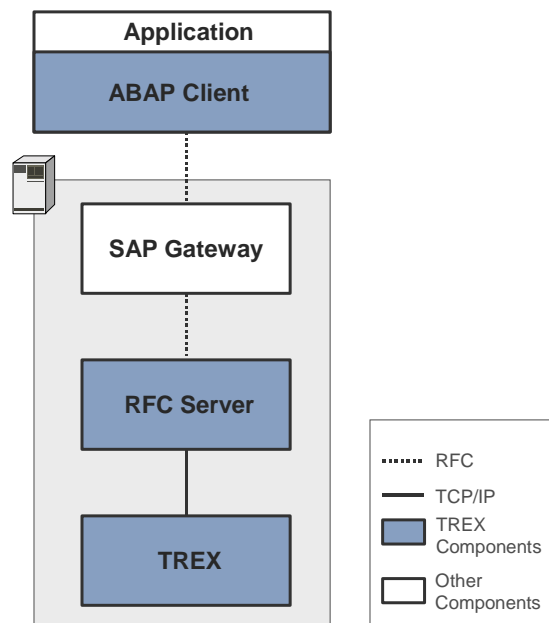 Application
ABAP Client
SAP Gateway
RFC Server
TREX
RFC
TCP/IP
TREX
Components
Other
Components